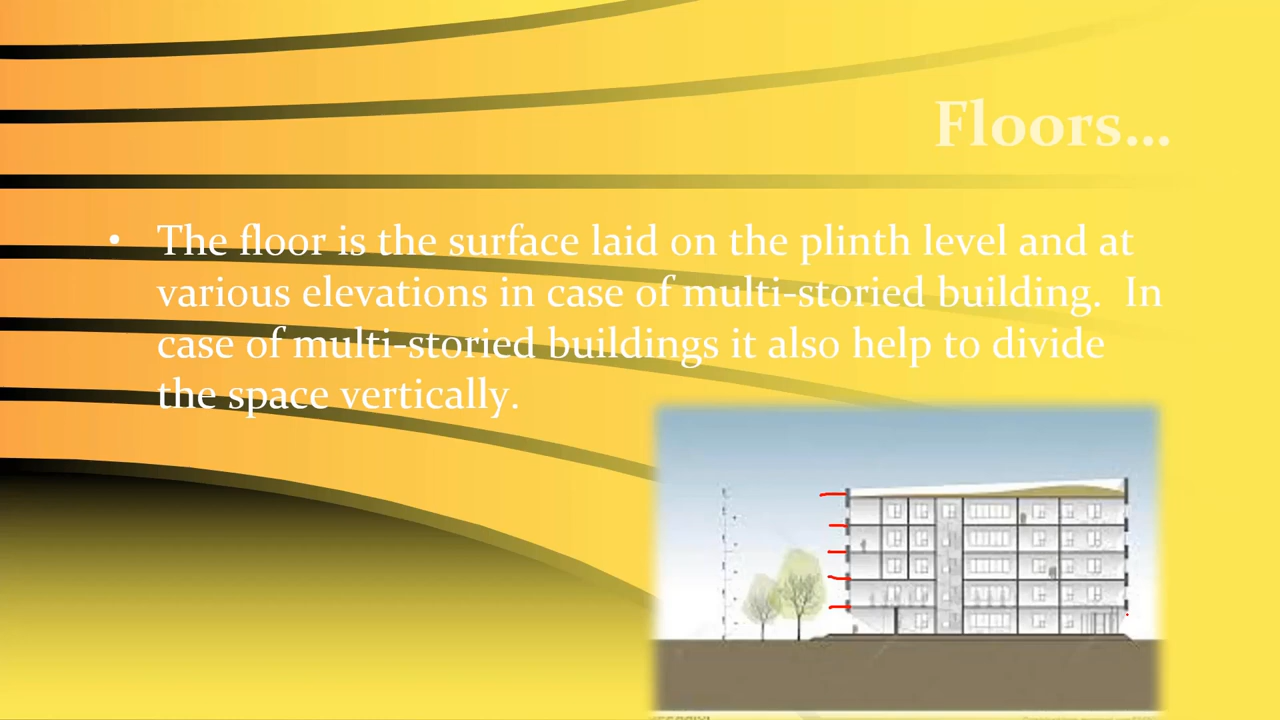 Floors...
• The floor is the surface laid on the plinth level and at
various elevations in case of multi-storied building.  In
case of multi-storied buildings it also help to divide
the space vertically.